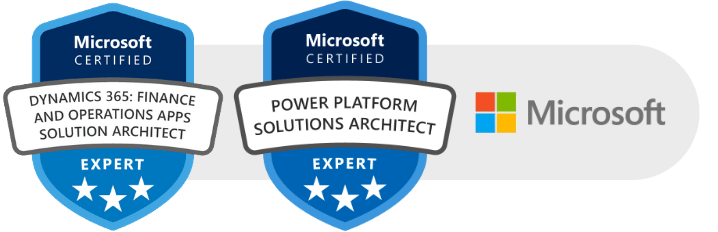 Microsoft
CERTIFIED
DYNAMICS 365: FINANCE
AND OPERATIONS APPS
SOLUTION ARCHITECT
EXPERT
Microsoft
CERTIFIED
POWER PLATFORM
SOLUTIONS ARCHITECT
EXPERT
Microsoft